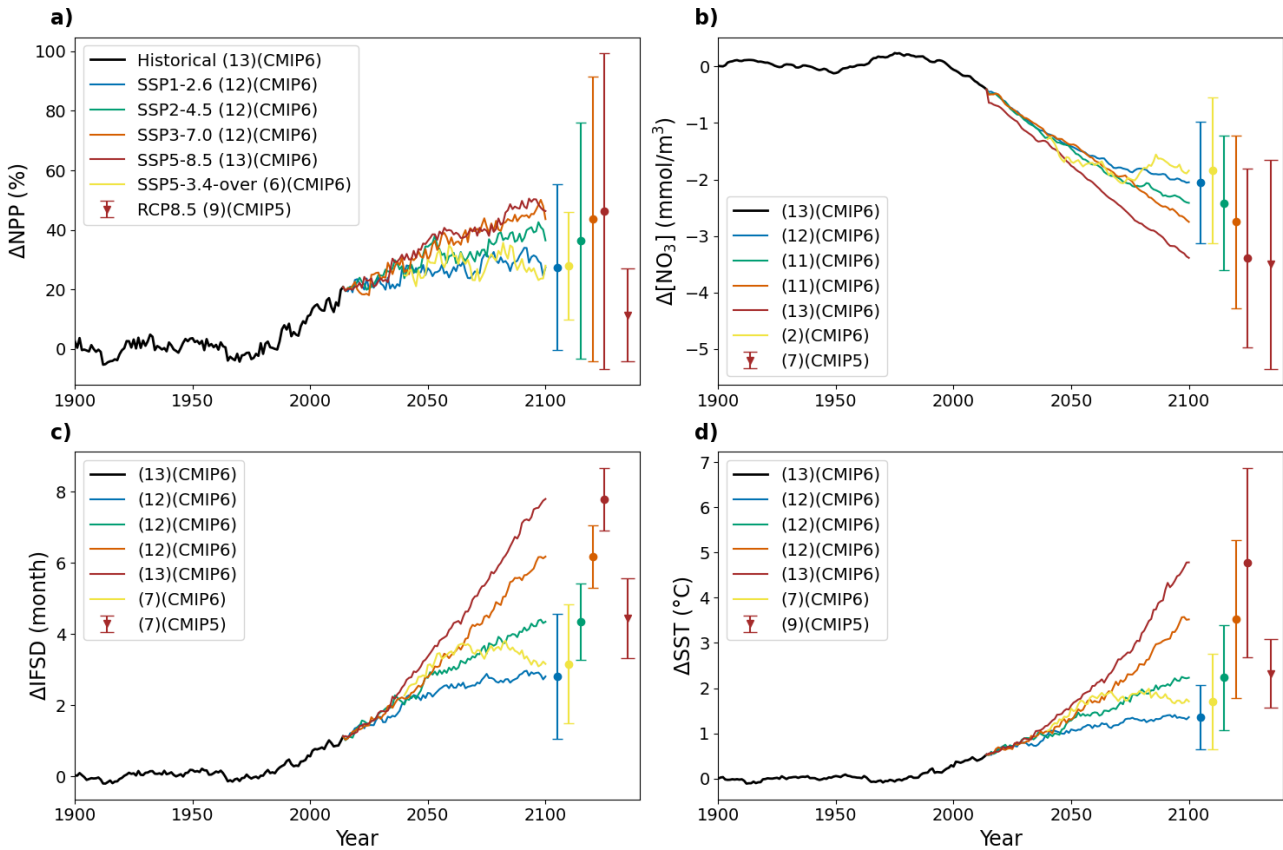 a)
ΔNPP (%)
100
80
60
40
20
0
Historical (13)(CMIP6)
SSP1-2.6 (12)(CMIP6)
SSP2-4.5 (12)(CMIP6)
SSP3-7.0 (12)(CMIP6)
SSP5-8.5 (13)(CMIP6)
SSP5-3.4-over (6)(CMIP6)
RCP8.5 (9)(CMIP5)
1900 1950 2000 2050 2100
b)
Δ[NO₃] (mmol/m³)
0
−1
−2
−3
−4
−5
(13)(CMIP6)
(12)(CMIP6)
(11)(CMIP6)
(11)(CMIP6)
(13)(CMIP6)
(2)(CMIP6)
(7)(CMIP5)
1900 1950 2000 2050 2100
c)
ΔIFSD (month)
8
6
4
2
0
(13)(CMIP6)
(12)(CMIP6)
(12)(CMIP6)
(12)(CMIP6)
(13)(CMIP6)
(7)(CMIP6)
(7)(CMIP5)
1900 1950 2000 2050 2100
Year
d)
ΔSST (°C)
7
6
5
4
3
2
1
0
(13)(CMIP6)
(12)(CMIP6)
(12)(CMIP6)
(12)(CMIP6)
(13)(CMIP6)
(7)(CMIP6)
(9)(CMIP5)
1900 1950 2000 2050 2100
Year